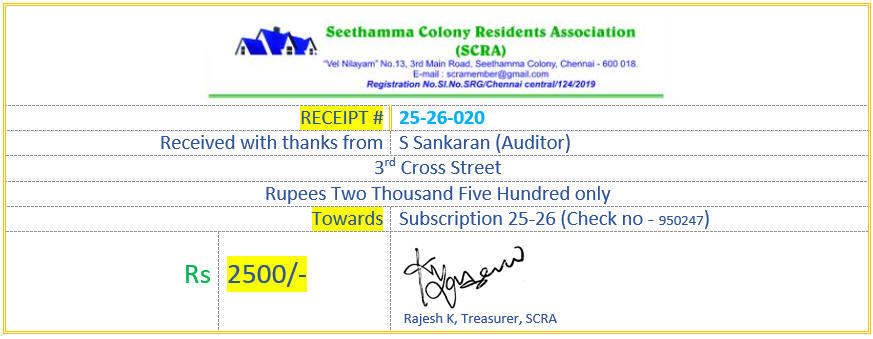 Seethamma Colony Residents Association
(SCRA)
"Vel Nilayam" No.13, 3rd Main Road, Seethamma Colony, Chennai - 600 018.
E-mail : scramember@gmail.com
Registration No.Sl.No.SRG/Chennai central/124/2019
RECEIPT # 25-26-020
Received with thanks from S Sankaran (Auditor)
3rd Cross Street
Rupees Two Thousand Five Hundred only
Towards Subscription 25-26 (Check no - 950247)
Rs 2500/-
Rajesh K, Treasurer, SCRA